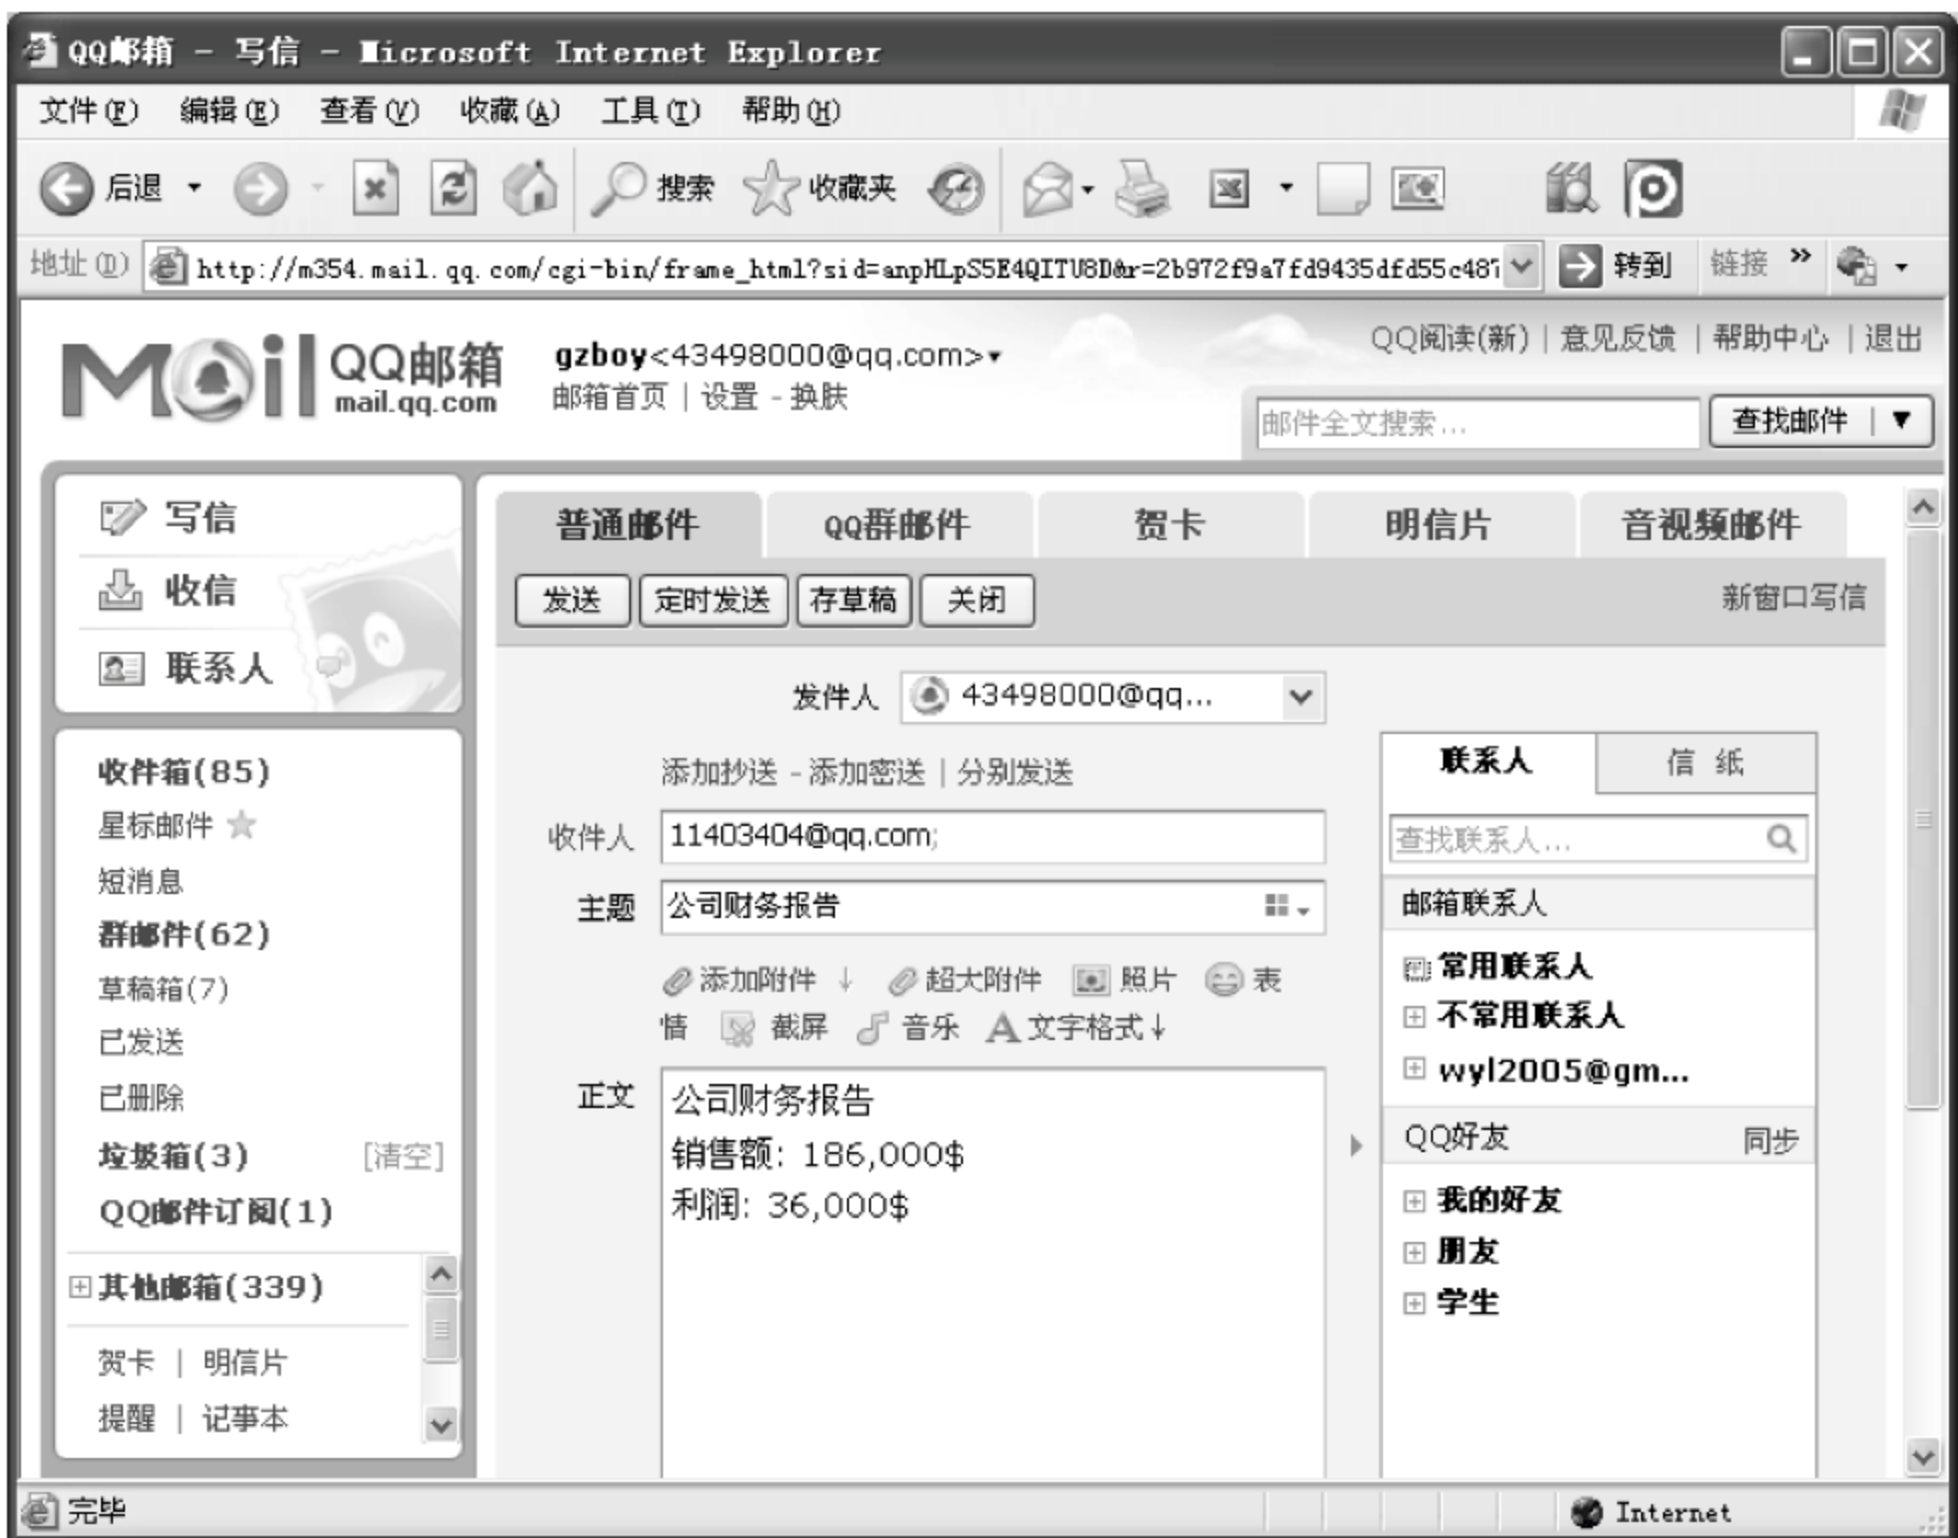 QQ邮箱 - 写信 - Microsoft Internet Explorer
文件(F) 编辑(E) 查看(V) 收藏(A) 工具(T) 帮助(H)
后退 搜索 收藏夹
地址(D) http://m354.mail.qq.com/cgi-bin/frame_html?sid=anpHLpS5E4QITU8D&r=2b972f9a7fd9435dfd55c487 转到 链接 »
QQ阅读(新) | 意见反馈 | 帮助中心 | 退出
Mail QQ邮箱 gzboy<43498000@qq.com>
mail.qq.com 邮箱首页 | 设置 - 换肤
邮件全文搜索... 查找邮件
写信
收信
联系人
收件箱(85)
星标邮件
短消息
群邮件(62)
草稿箱(7)
已发送
已删除
垃圾箱(3) [清空]
QQ邮件订阅(1)
其他邮箱(339)
贺卡 | 明信片
提醒 | 记事本
普通邮件 QQ群邮件 贺卡 明信片 音视频邮件
发送 定时发送 存草稿 关闭 新窗口写信
发件人 43498000@qq...
添加抄送 - 添加密送 | 分别发送
收件人 11403404@qq.com;
主题 公司财务报告
添加附件 ↓ 超大附件 照片 表
情 截屏 音乐 A 文字格式↓
正文 公司财务报告
销售额: 186,000$
利润: 36,000$
联系人 信 纸
查找联系人...
邮箱联系人
常用联系人
不常用联系人
wyl2005@gm...
QQ好友 同步
我的好友
朋友
学生
完毕 Internet